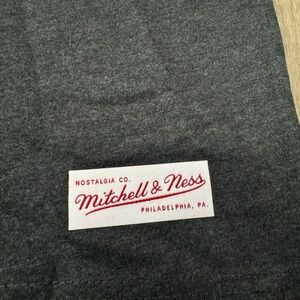 NOSTALGIA CO.
Mitchell & Ness
PHILADELPHIA, PA.